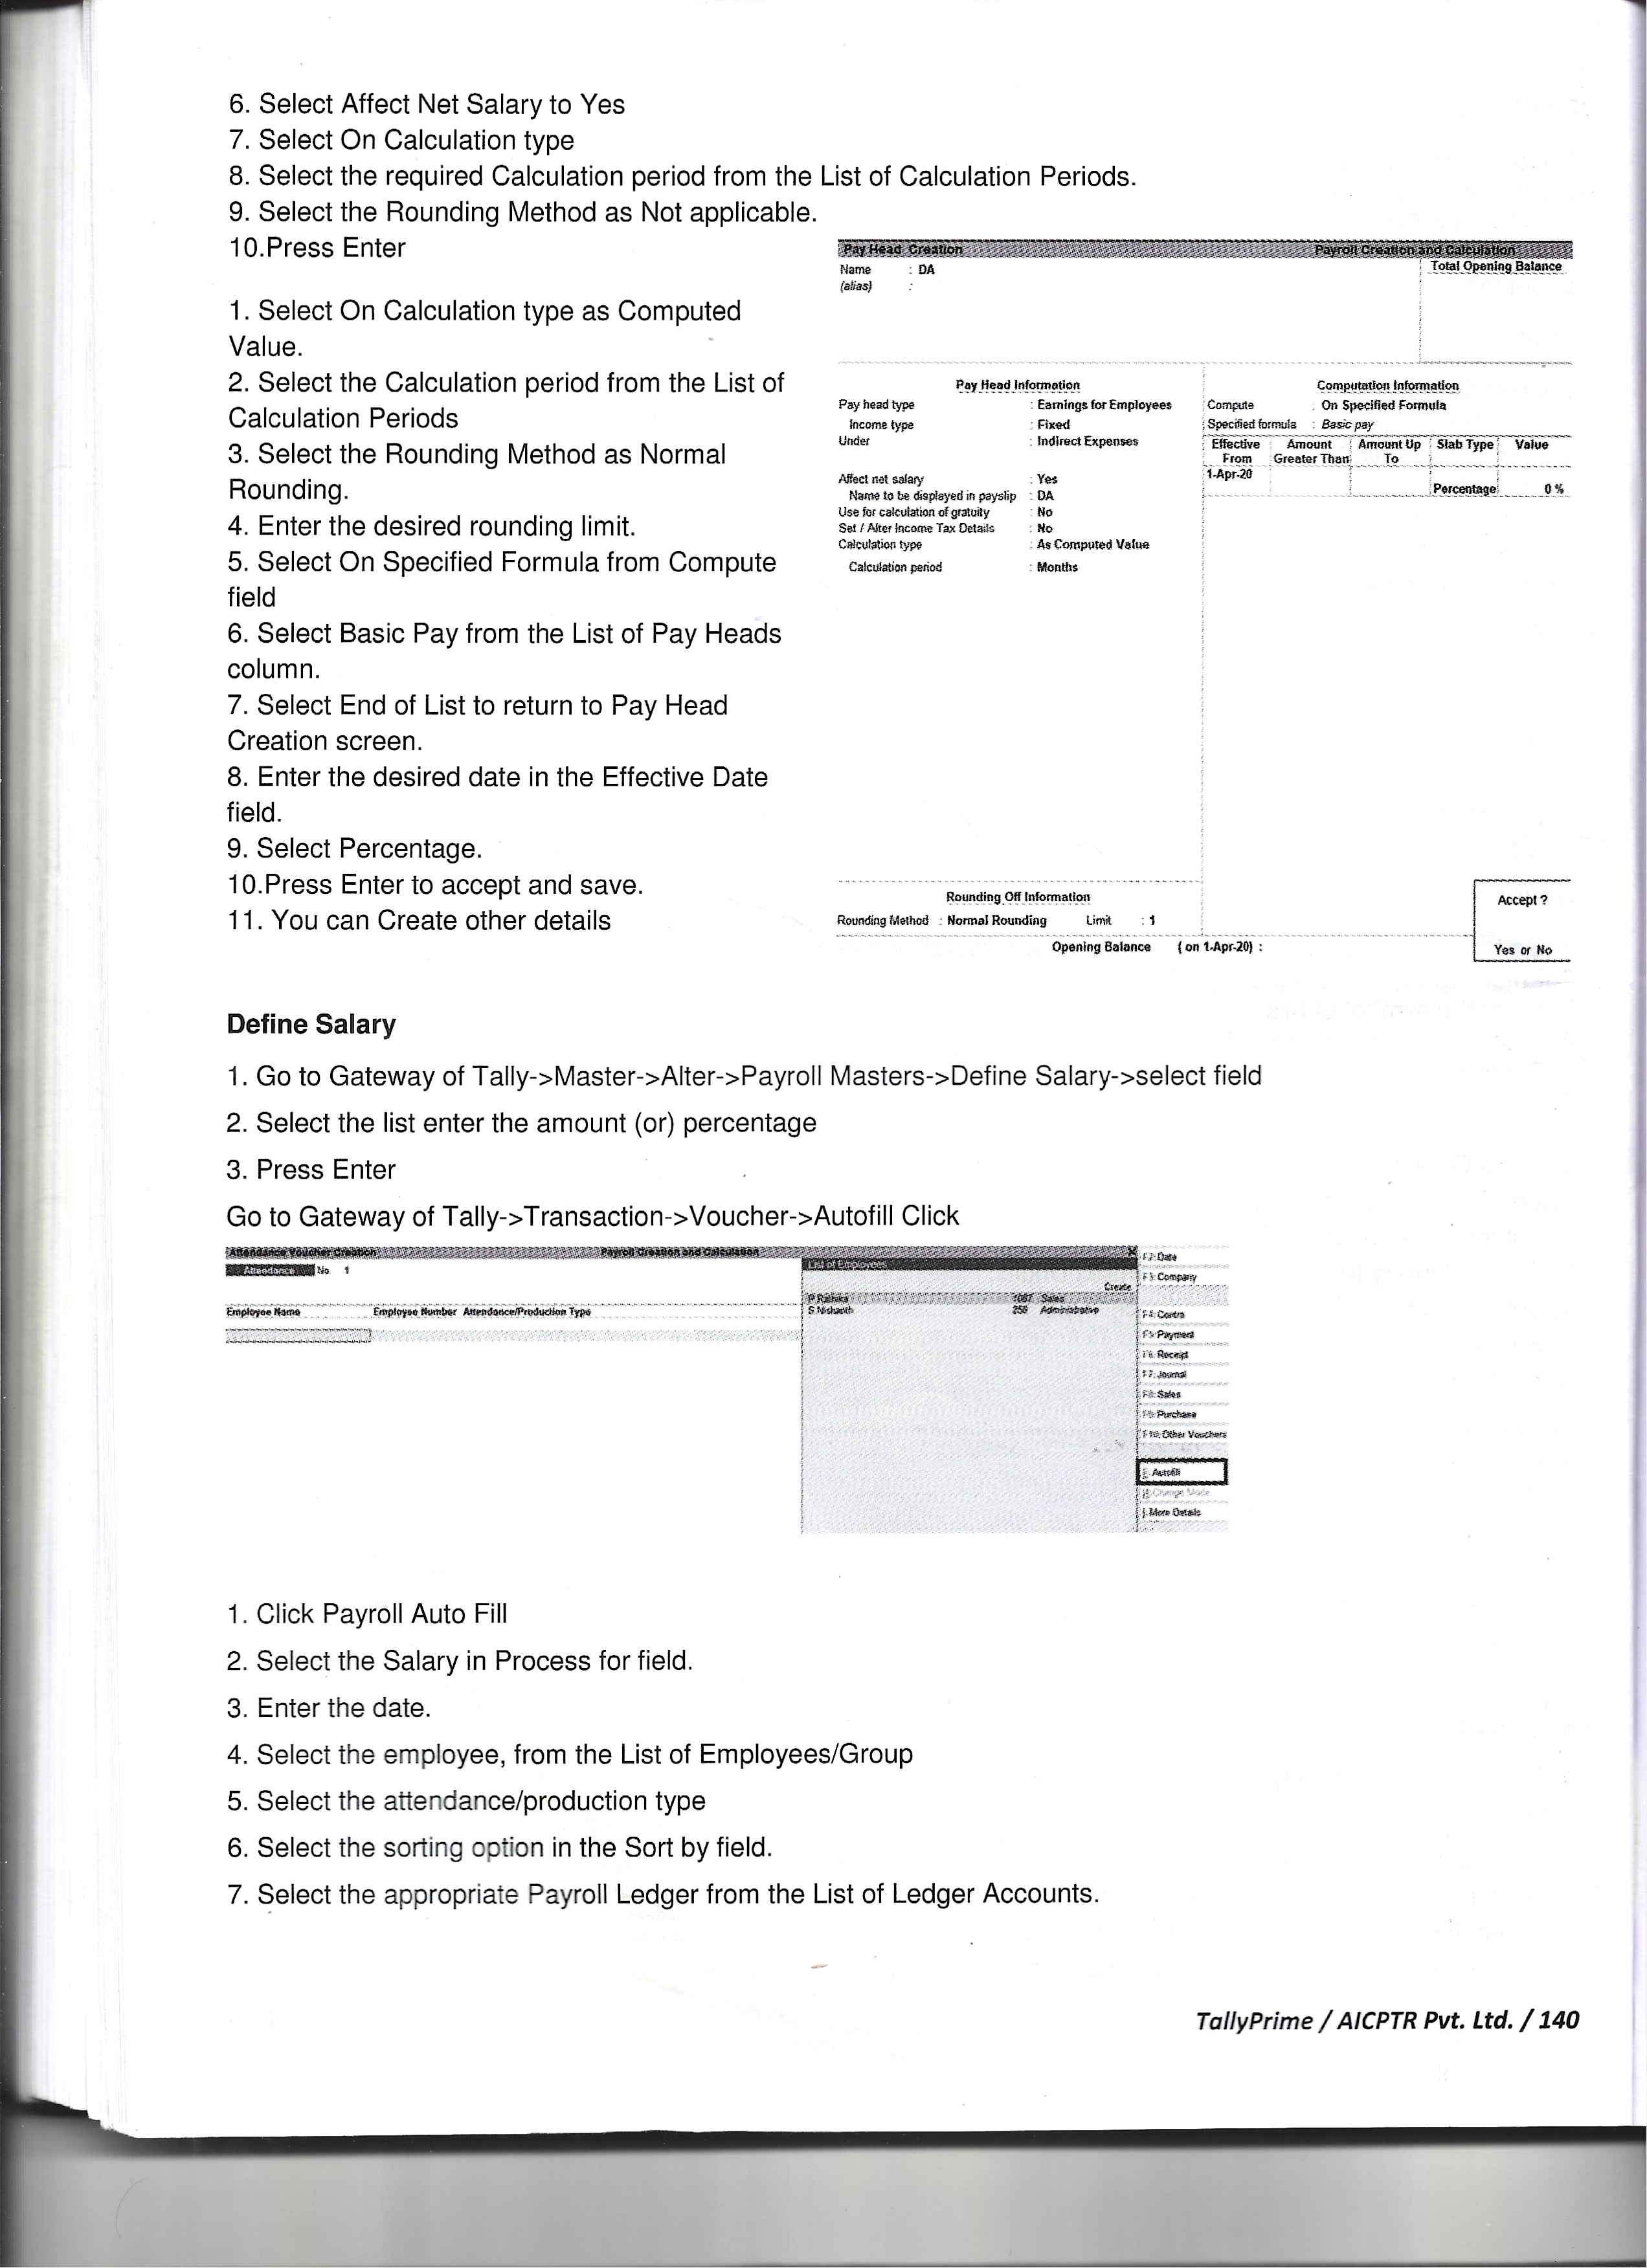 6. Select Affect Net Salary to Yes
7. Select On Calculation type
8. Select the required Calculation period from the List of Calculation Periods.
9. Select the Rounding Method as Not applicable.
10.Press Enter
1. Select On Calculation type as Computed
Value.
2. Select the Calculation period from the List of
Calculation Periods
3. Select the Rounding Method as Normal
Rounding.
4. Enter the desired rounding limit.
5. Select On Specified Formula from Compute
field
6. Select Basic Pay from the List of Pay Heads
column.
7. Select End of List to return to Pay Head
Creation screen.
8. Enter the desired date in the Effective Date
field.
9. Select Percentage.
10.Press Enter to accept and save.
11. You can Create other details
Pay Head Creation Payroll Creation and Calculation
Name : DA Total Opening Balance
(alias) :
Pay Head Information
Pay head type : Earnings for Employees
Income type : Fixed
Under : Indirect Expenses
Affect net salary : Yes
Name to be displayed in payslip : DA
Use for calculation of gratuity : No
Set / Alter Income Tax Details : No
Calculation type : As Computed Value
Calculation period : Months
Computation Information
Compute : On Specified Formula
Specified formula : Basic pay
Effective Amount Amount Up Slab Type Value
From Greater Than To
1-Apr-20
Percentage 0 %
Rounding Off Information
Rounding Method : Normal Rounding Limit : 1
Opening Balance ( on 1-Apr-20) :
Accept ?
Yes or No
Define Salary
1. Go to Gateway of Tally->Master->Alter->Payroll Masters->Define Salary->select field
2. Select the list enter the amount (or) percentage
3. Press Enter
Go to Gateway of Tally->Transaction->Voucher->Autofill Click
Attendance Voucher Creation Payroll Creation and Calculation
Attendance No. 1
Employee Name Employee Number Attendance/Production Type
List of Employees
Create
Sales
S Nishanth 258 Administrative
F2: Date
F3: Company
F4: Contra
F5: Payment
F6: Receipt
F7: Journal
F8: Sales
F9: Purchase
F10: Other Vouchers
Autofill
Change Mode
More Details
1. Click Payroll Auto Fill
2. Select the Salary in Process for field.
3. Enter the date.
4. Select the employee, from the List of Employees/Group
5. Select the attendance/production type
6. Select the sorting option in the Sort by field.
7. Select the appropriate Payroll Ledger from the List of Ledger Accounts.
TallyPrime / AICPTR Pvt. Ltd. / 140